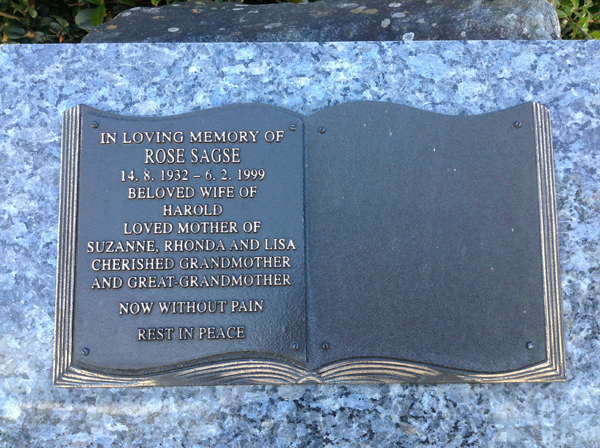 IN LOVING MEMORY OF
ROSE SAGSE
14. 8. 1932 – 6. 2. 1999
BELOVED WIFE OF
HAROLD
LOVED MOTHER OF
SUZANNE, RHONDA AND LISA
CHERISHED GRANDMOTHER
AND GREAT-GRANDMOTHER
NOW WITHOUT PAIN
REST IN PEACE